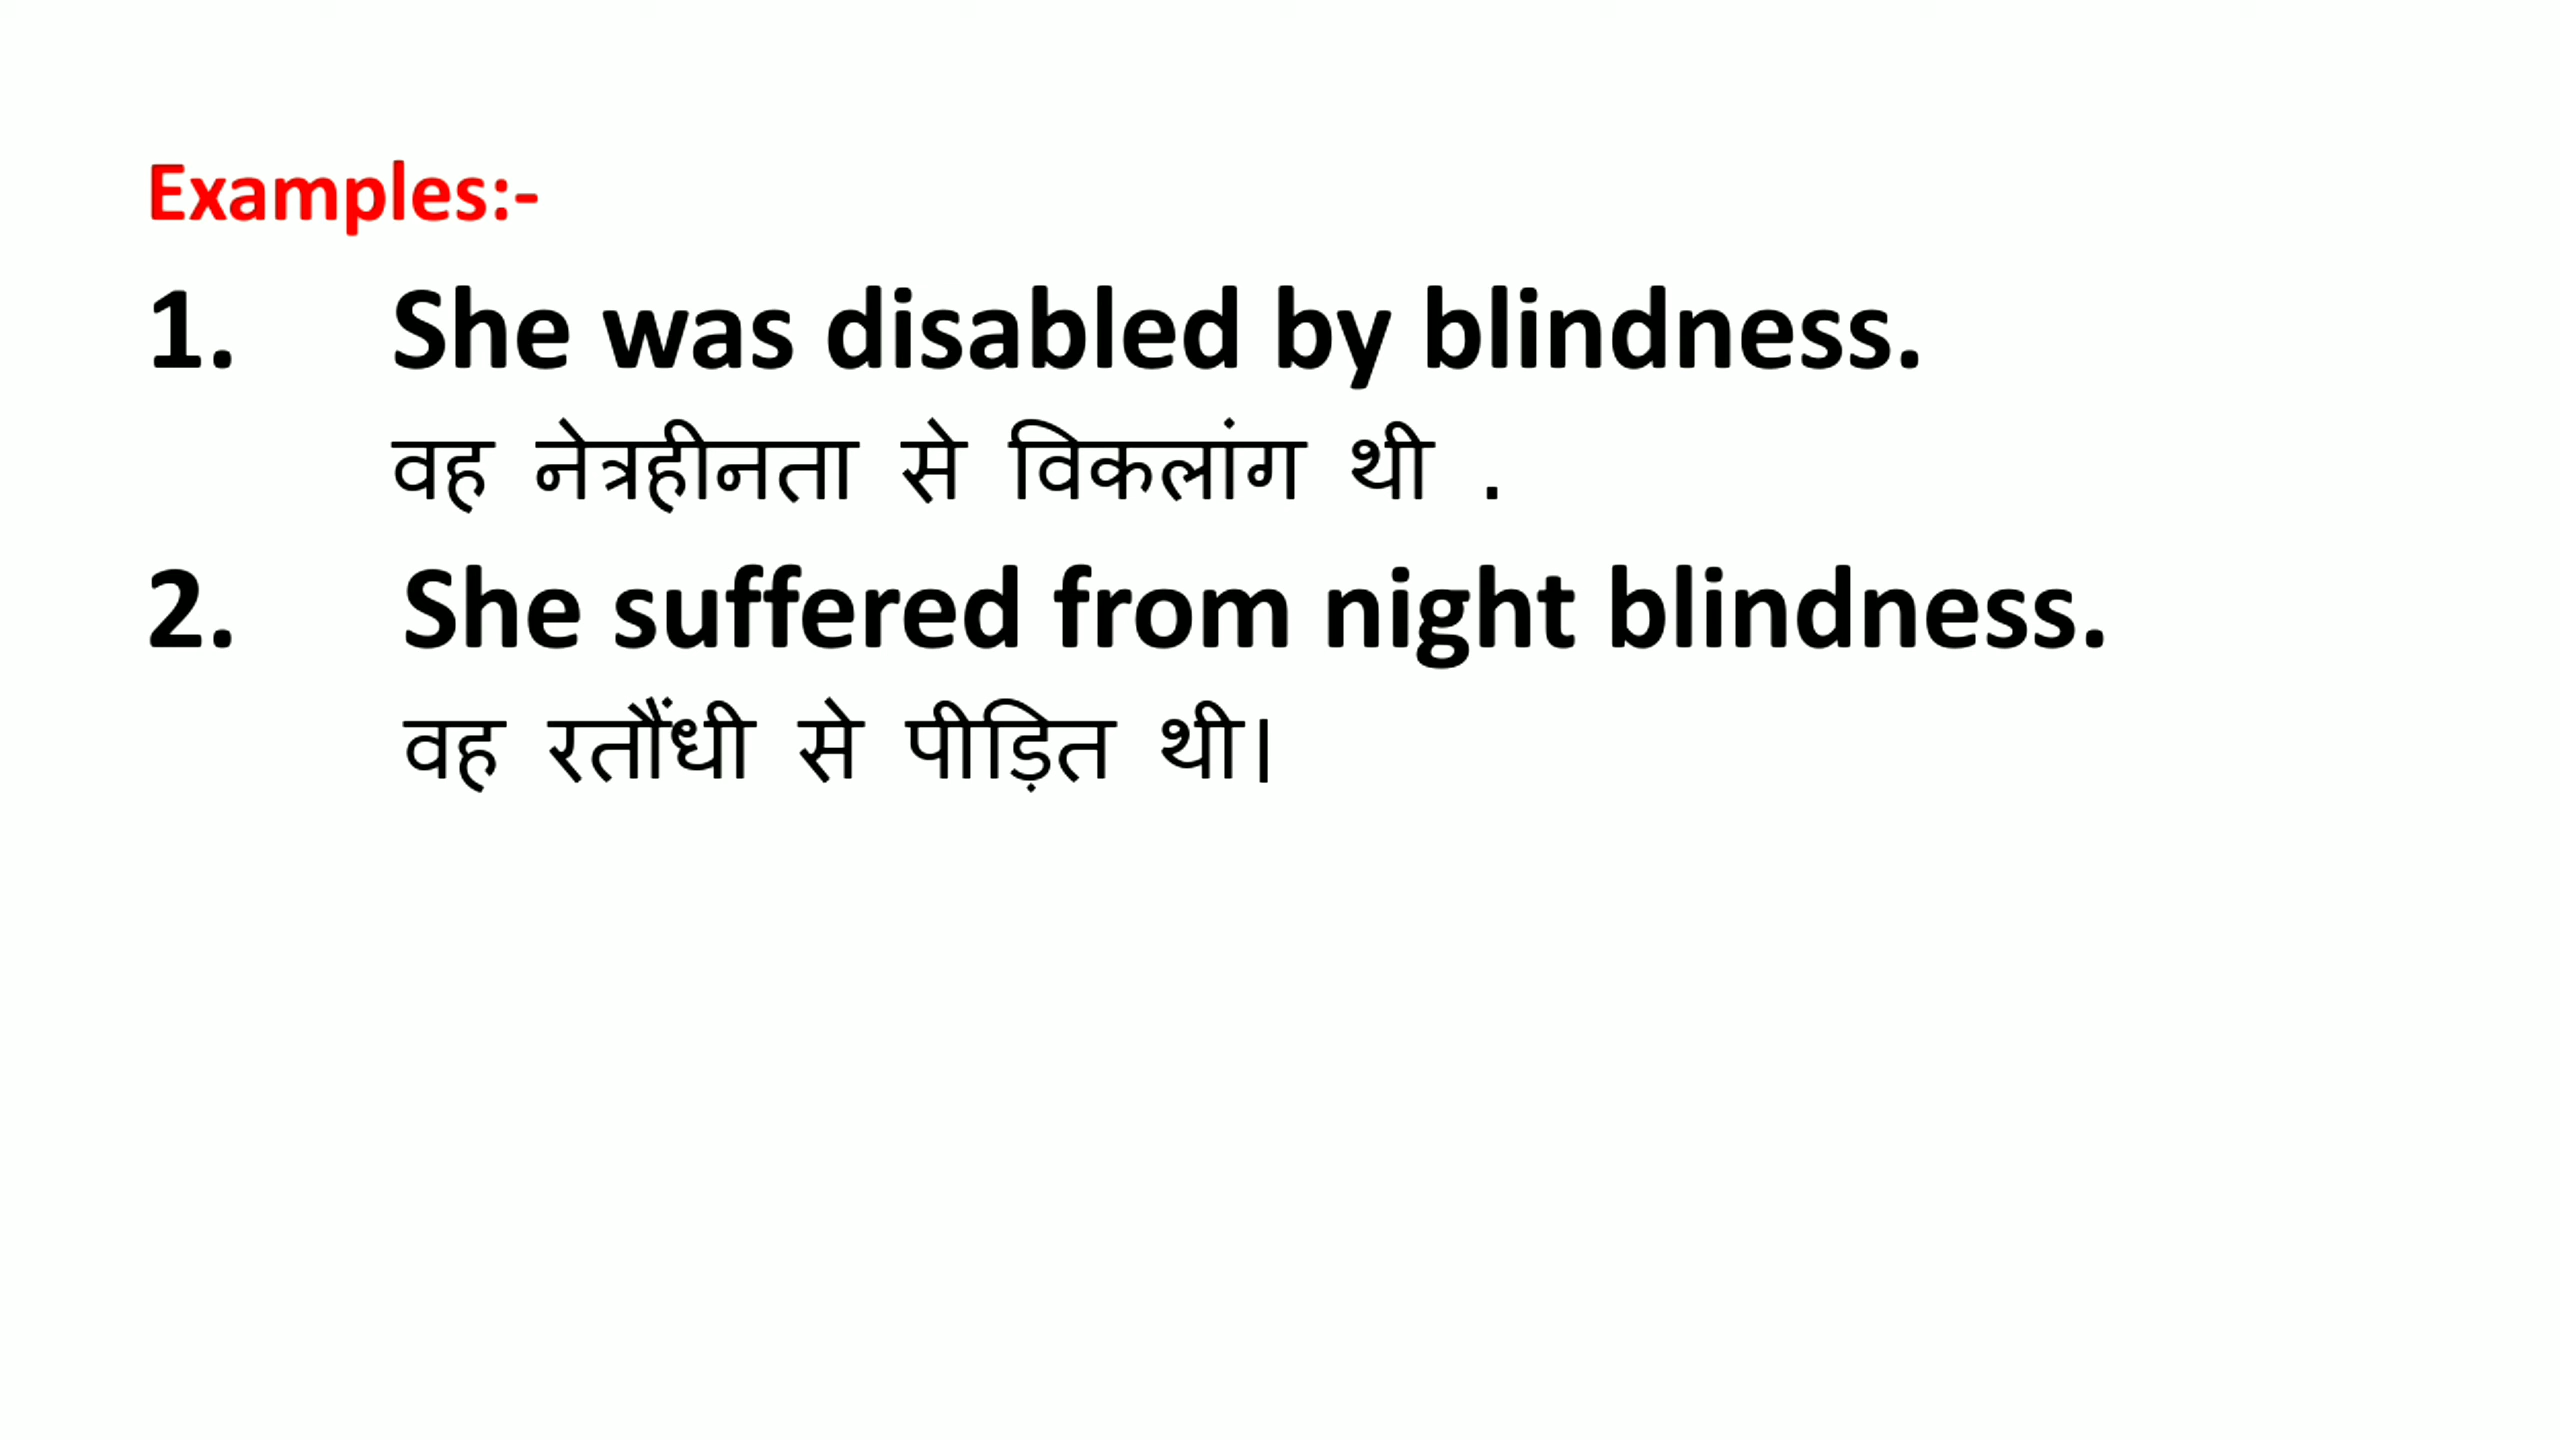 Examples:-
1. She was disabled by blindness.
वह नेत्रहीनता से विकलांग थी .
2. She suffered from night blindness.
वह रतौंधी से पीड़ित थी।